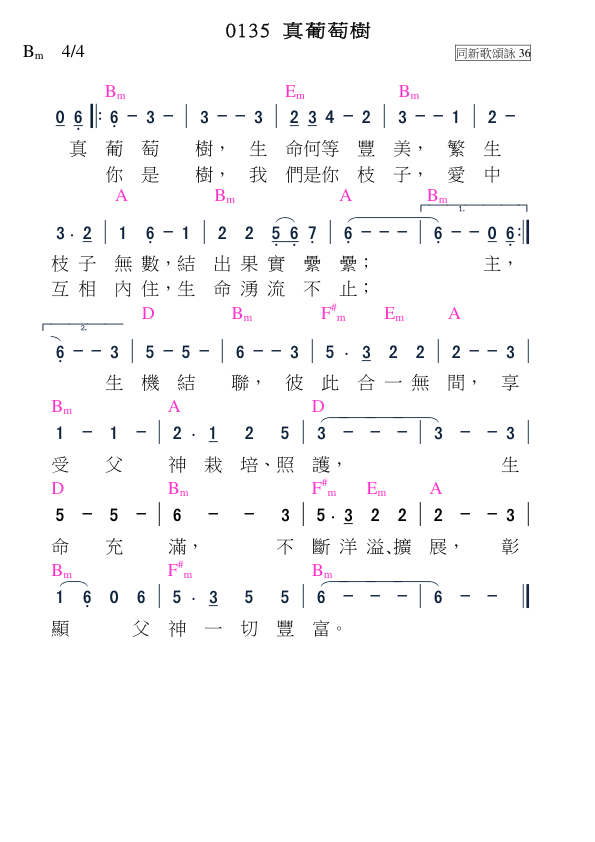 0135 真葡萄樹
Bm 4/4 同新歌頌詠 36
Bm Em Bm
0 6 ‖: 6 - 3 - | 3 - - 3 | 2 3 4 - 2 | 3 - - 1 | 2 -
真 葡 萄 樹， 生 命何等 豐 美， 繁 生
你 是 樹， 我 們是你 枝 子， 愛 中
A Bm A Bm
1.
3 . 2 | 1 6 - 1 | 2 2 5 6 7 | 6 - - - | 6 - - 0 6 :‖
枝 子 無 數，結 出 果 實 纍 纍； 主，
互 相 內 住，生 命 湧 流 不 止；
2. D Bm F#m Em A
6 - - 3 | 5 - 5 - | 6 - - 3 | 5 . 3 2 2 | 2 - - 3 |
生 機 結 聯， 彼 此 合 一 無 間， 享
Bm A D
1 - 1 - | 2 . 1 2 5 | 3 - - - | 3 - - 3 |
受 父 神 栽 培、照 護， 生
D Bm F#m Em A
5 - 5 - | 6 - - 3 | 5 . 3 2 2 | 2 - - 3 |
命 充 滿， 不 斷 洋 溢、擴 展， 彰
Bm F#m Bm
1 6 0 6 | 5 . 3 5 5 | 6 - - - | 6 - - ‖
顯 父 神 一 切 豐 富。